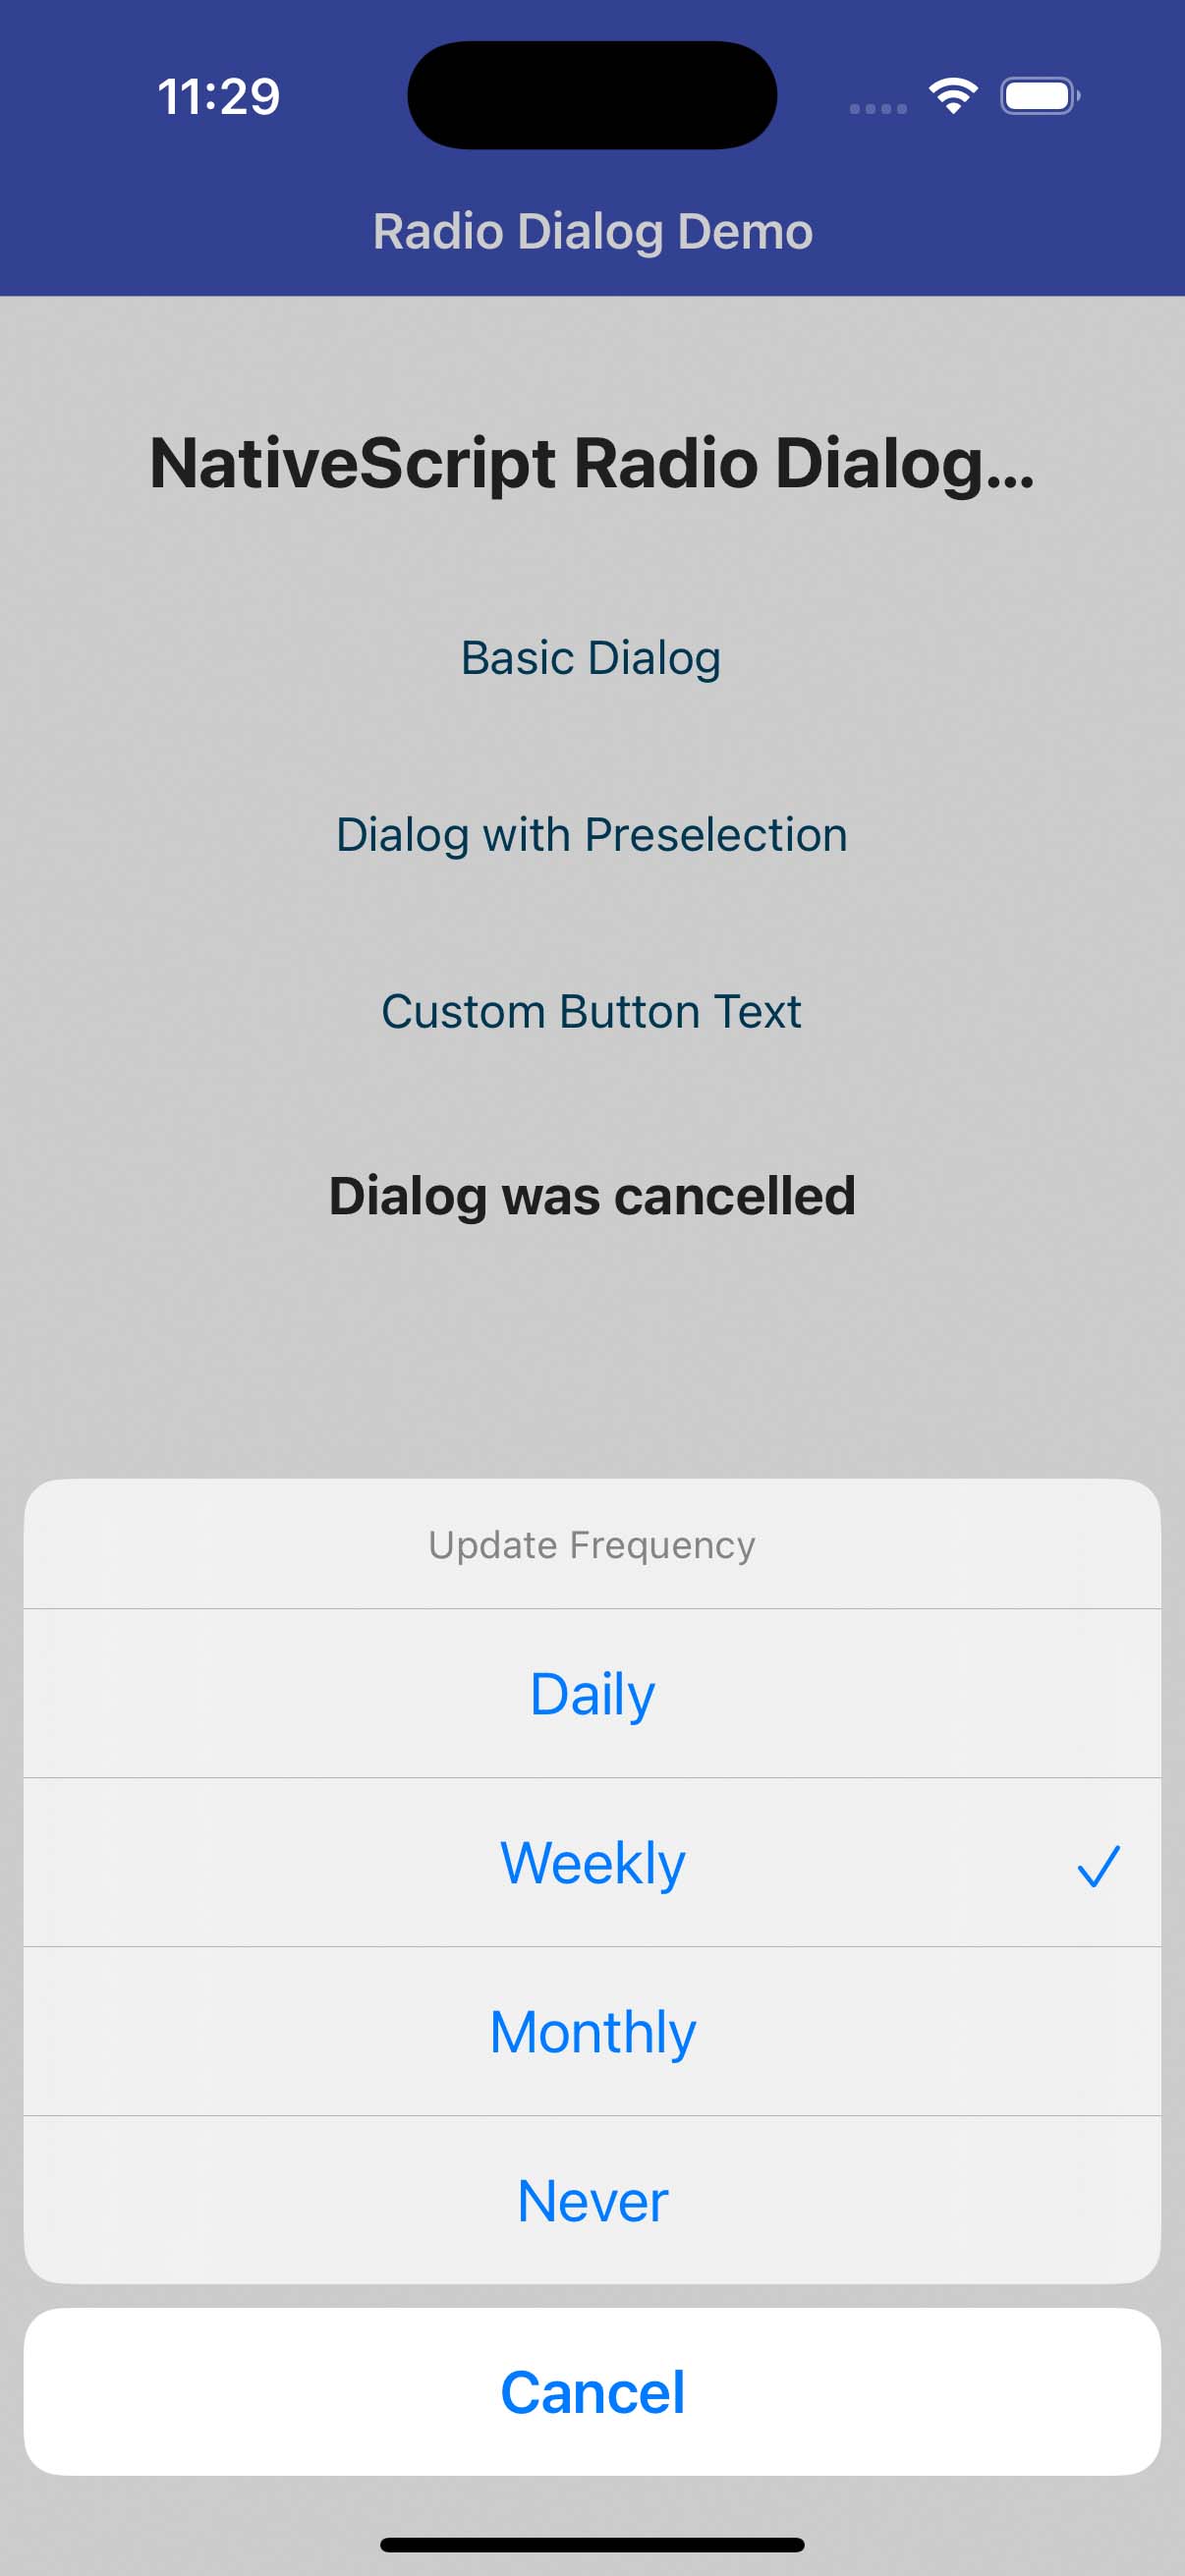 11:29
Radio Dialog Demo
NativeScript Radio Dialog...
Basic Dialog
Dialog with Preselection
Custom Button Text
Dialog was cancelled
Update Frequency
Daily
Weekly
Monthly
Never
Cancel